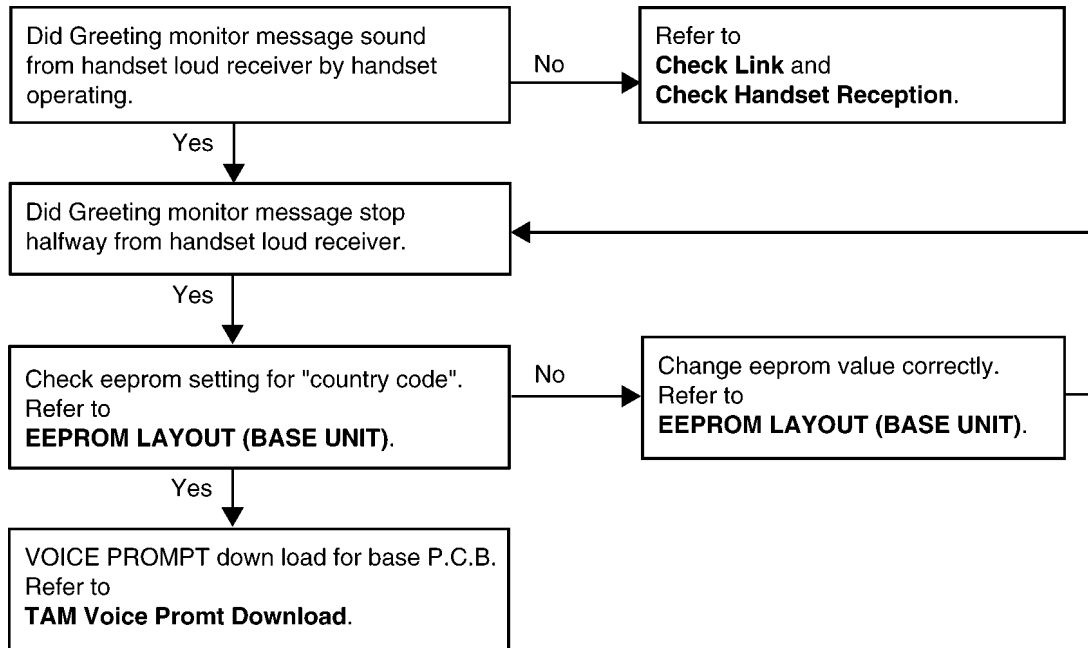 Did Greeting monitor message sound
from handset loud receiver by handset
operating.
No
Refer to
Check Link and
Check Handset Reception.
Yes
Did Greeting monitor message stop
halfway from handset loud receiver.
Yes
Check eeprom setting for "country code".
Refer to
EEPROM LAYOUT (BASE UNIT).
No
Change eeprom value correctly.
Refer to
EEPROM LAYOUT (BASE UNIT).
Yes
VOICE PROMPT down load for base P.C.B.
Refer to
TAM Voice Promt Download.